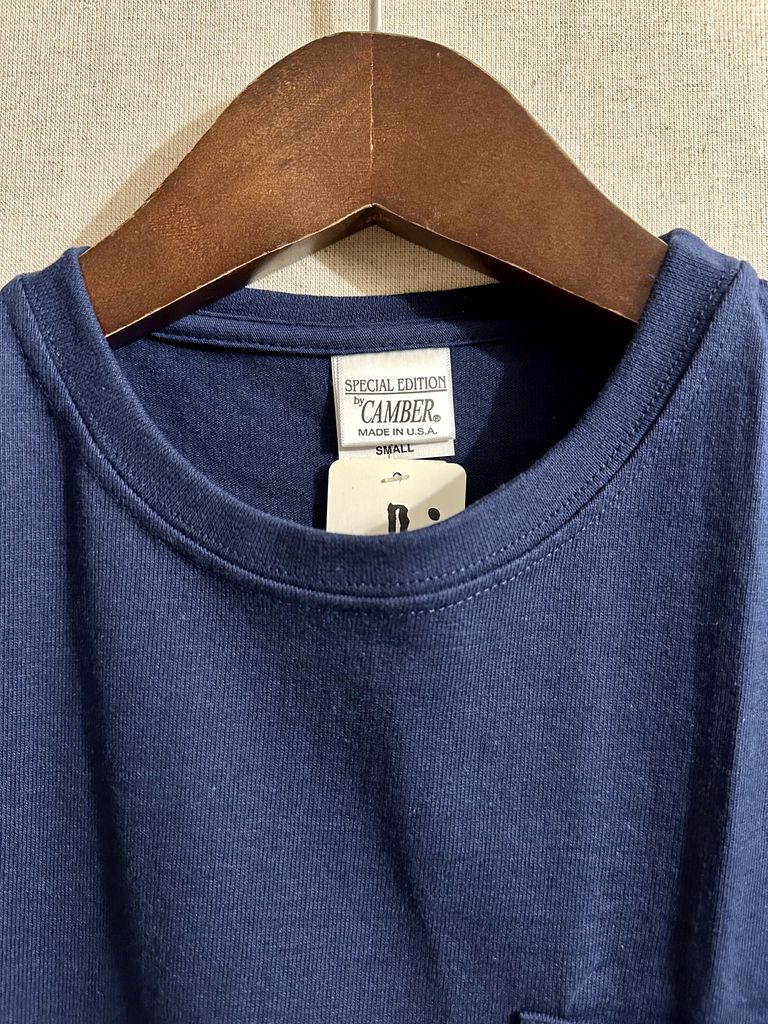 SPECIAL EDITION
by CAMBER®
MADE IN U.S.A.
SMALL